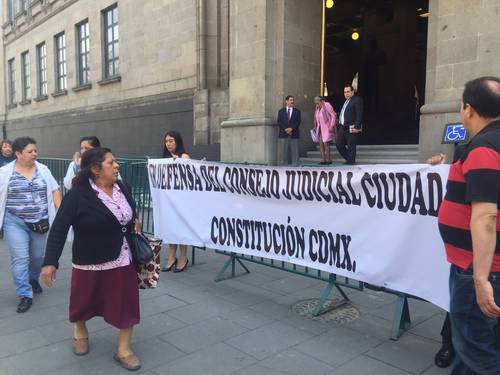 DEFENSA DEL CONSEJO JUDICIAL CIUDAD
CONSTITUCIÓN CDMX.